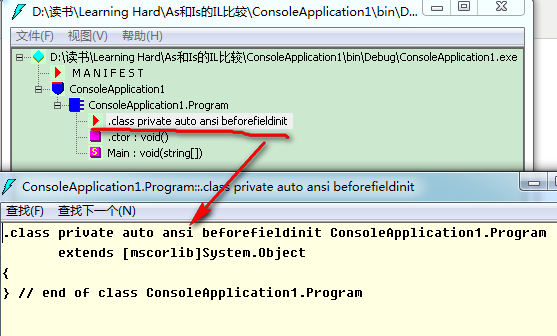 D:\读书\Learning Hard\As和Is的IL比较\ConsoleApplication1\bin\D...
文件(F) 视图(V) 帮助(H)
D:\读书\Learning Hard\As和Is的IL比较\ConsoleApplication1\bin\Debug\ConsoleApplication1.exe
M A N I F E S T
ConsoleApplication1
ConsoleApplication1.Program
.class private auto ansi beforefieldinit
.ctor : void()
Main : void(string[])
ConsoleApplication1.Program::.class private auto ansi beforefieldinit
查找(F) 查找下一个(N)
.class private auto ansi beforefieldinit ConsoleApplication1.Program
extends [mscorlib]System.Object
{
} // end of class ConsoleApplication1.Program